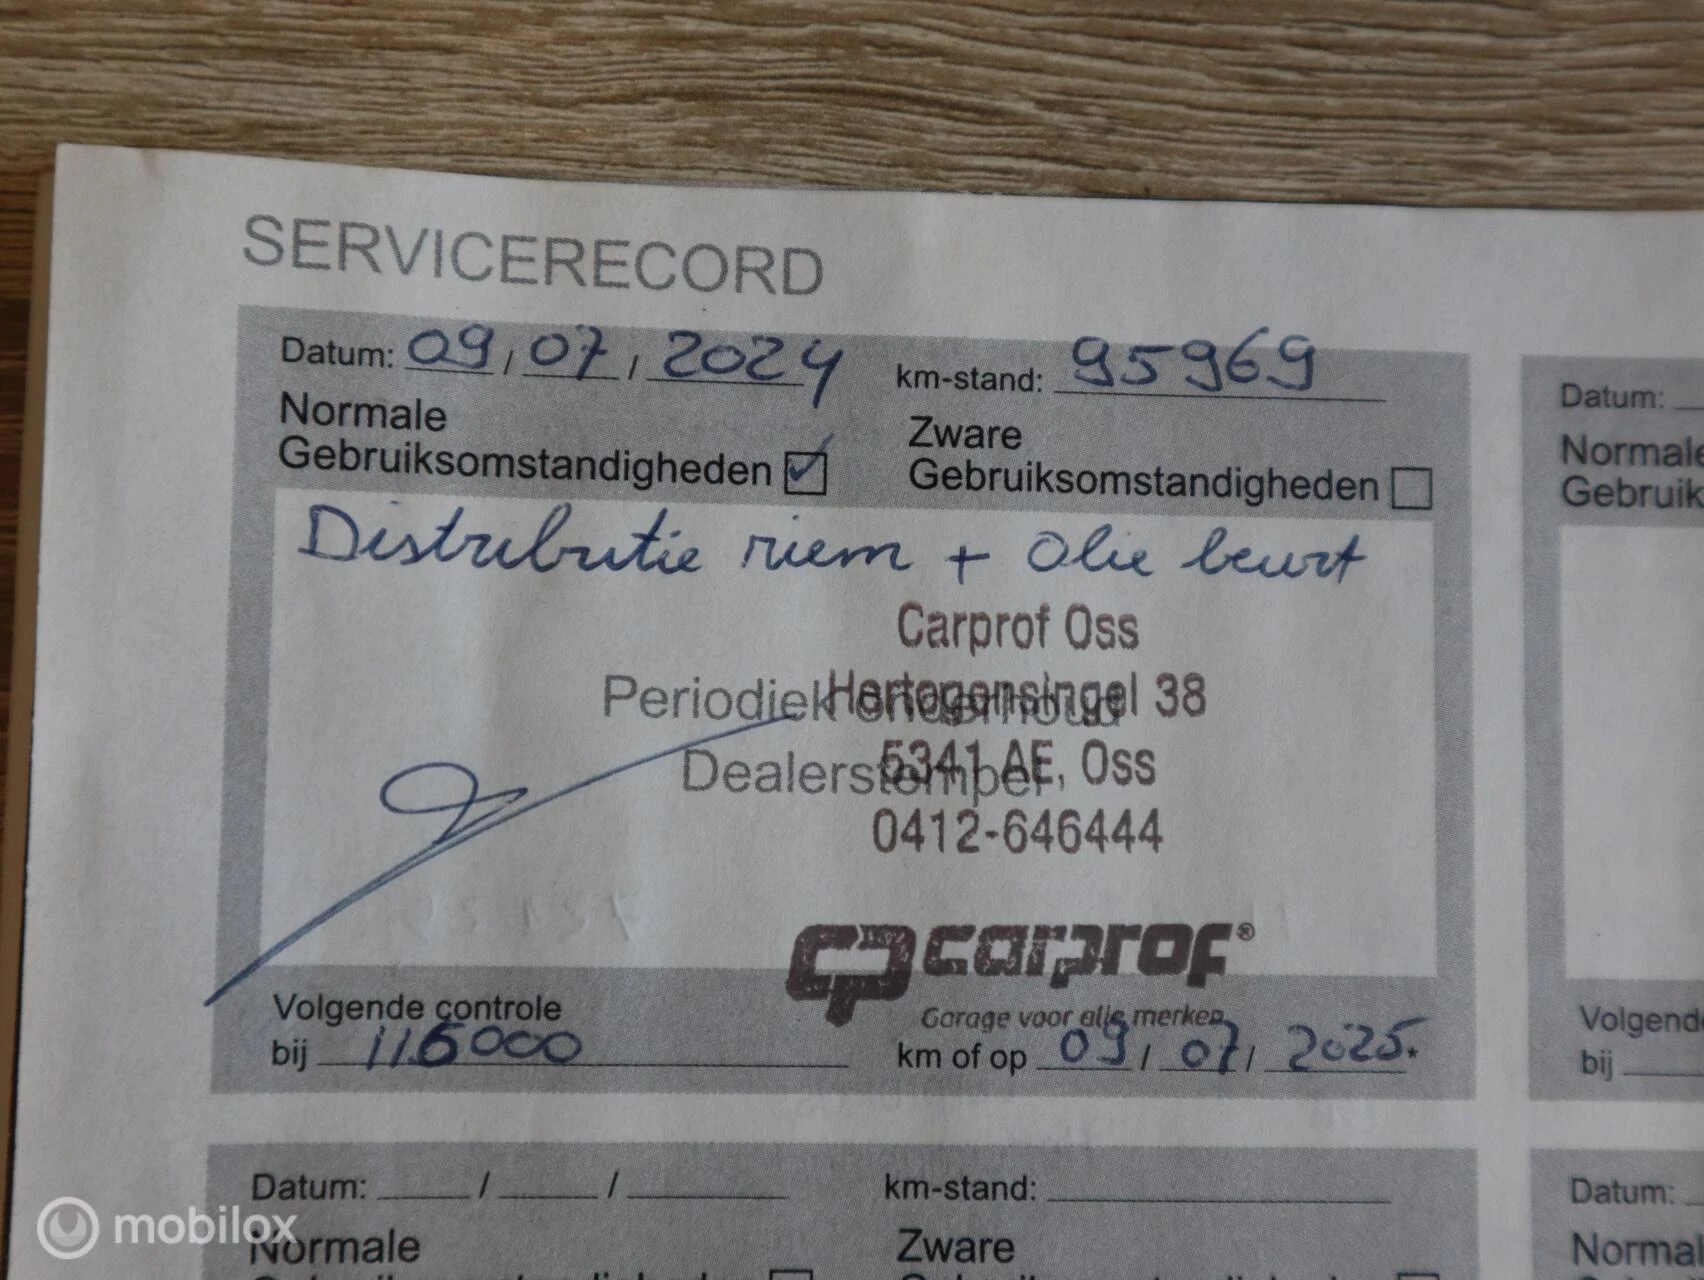 SERVICERECORD
Datum: 09 / 07 / 2024 km-stand: 95969
Normale Gebruiksomstandigheden
Zware Gebruiksomstandigheden
Distributie riem + Olie beurt
Carprof Oss
Periodiek onderhoud
Hertogensingel 38
Dealerstempel
5341 AE, Oss
0412-646444
carprof®
Garage voor alle merken
Volgende controle
bij 116000 km of op 09 / 07 / 2025*
Datum: / / km-stand:
Normale
Zware
Datum:
Normale
Gebruik
Volgende
bij
Datum:
Normal
mobilox